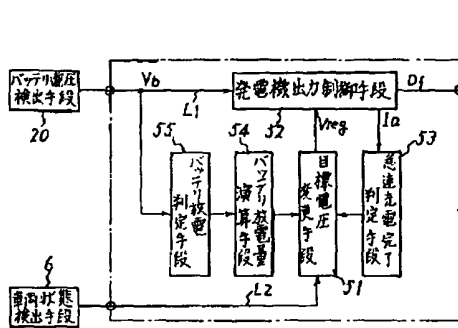 バッテリ電圧
検出手段
20
Vb
L1
発電機出力制御手段
52
Df
Vreg
Ia
53
55
54
バッテリ放電
判定手段
バッテリ放電量
演算手段
目標電圧
変更手段
急速充電完了
判定手段
51
6
車両状態
検出手段
L2